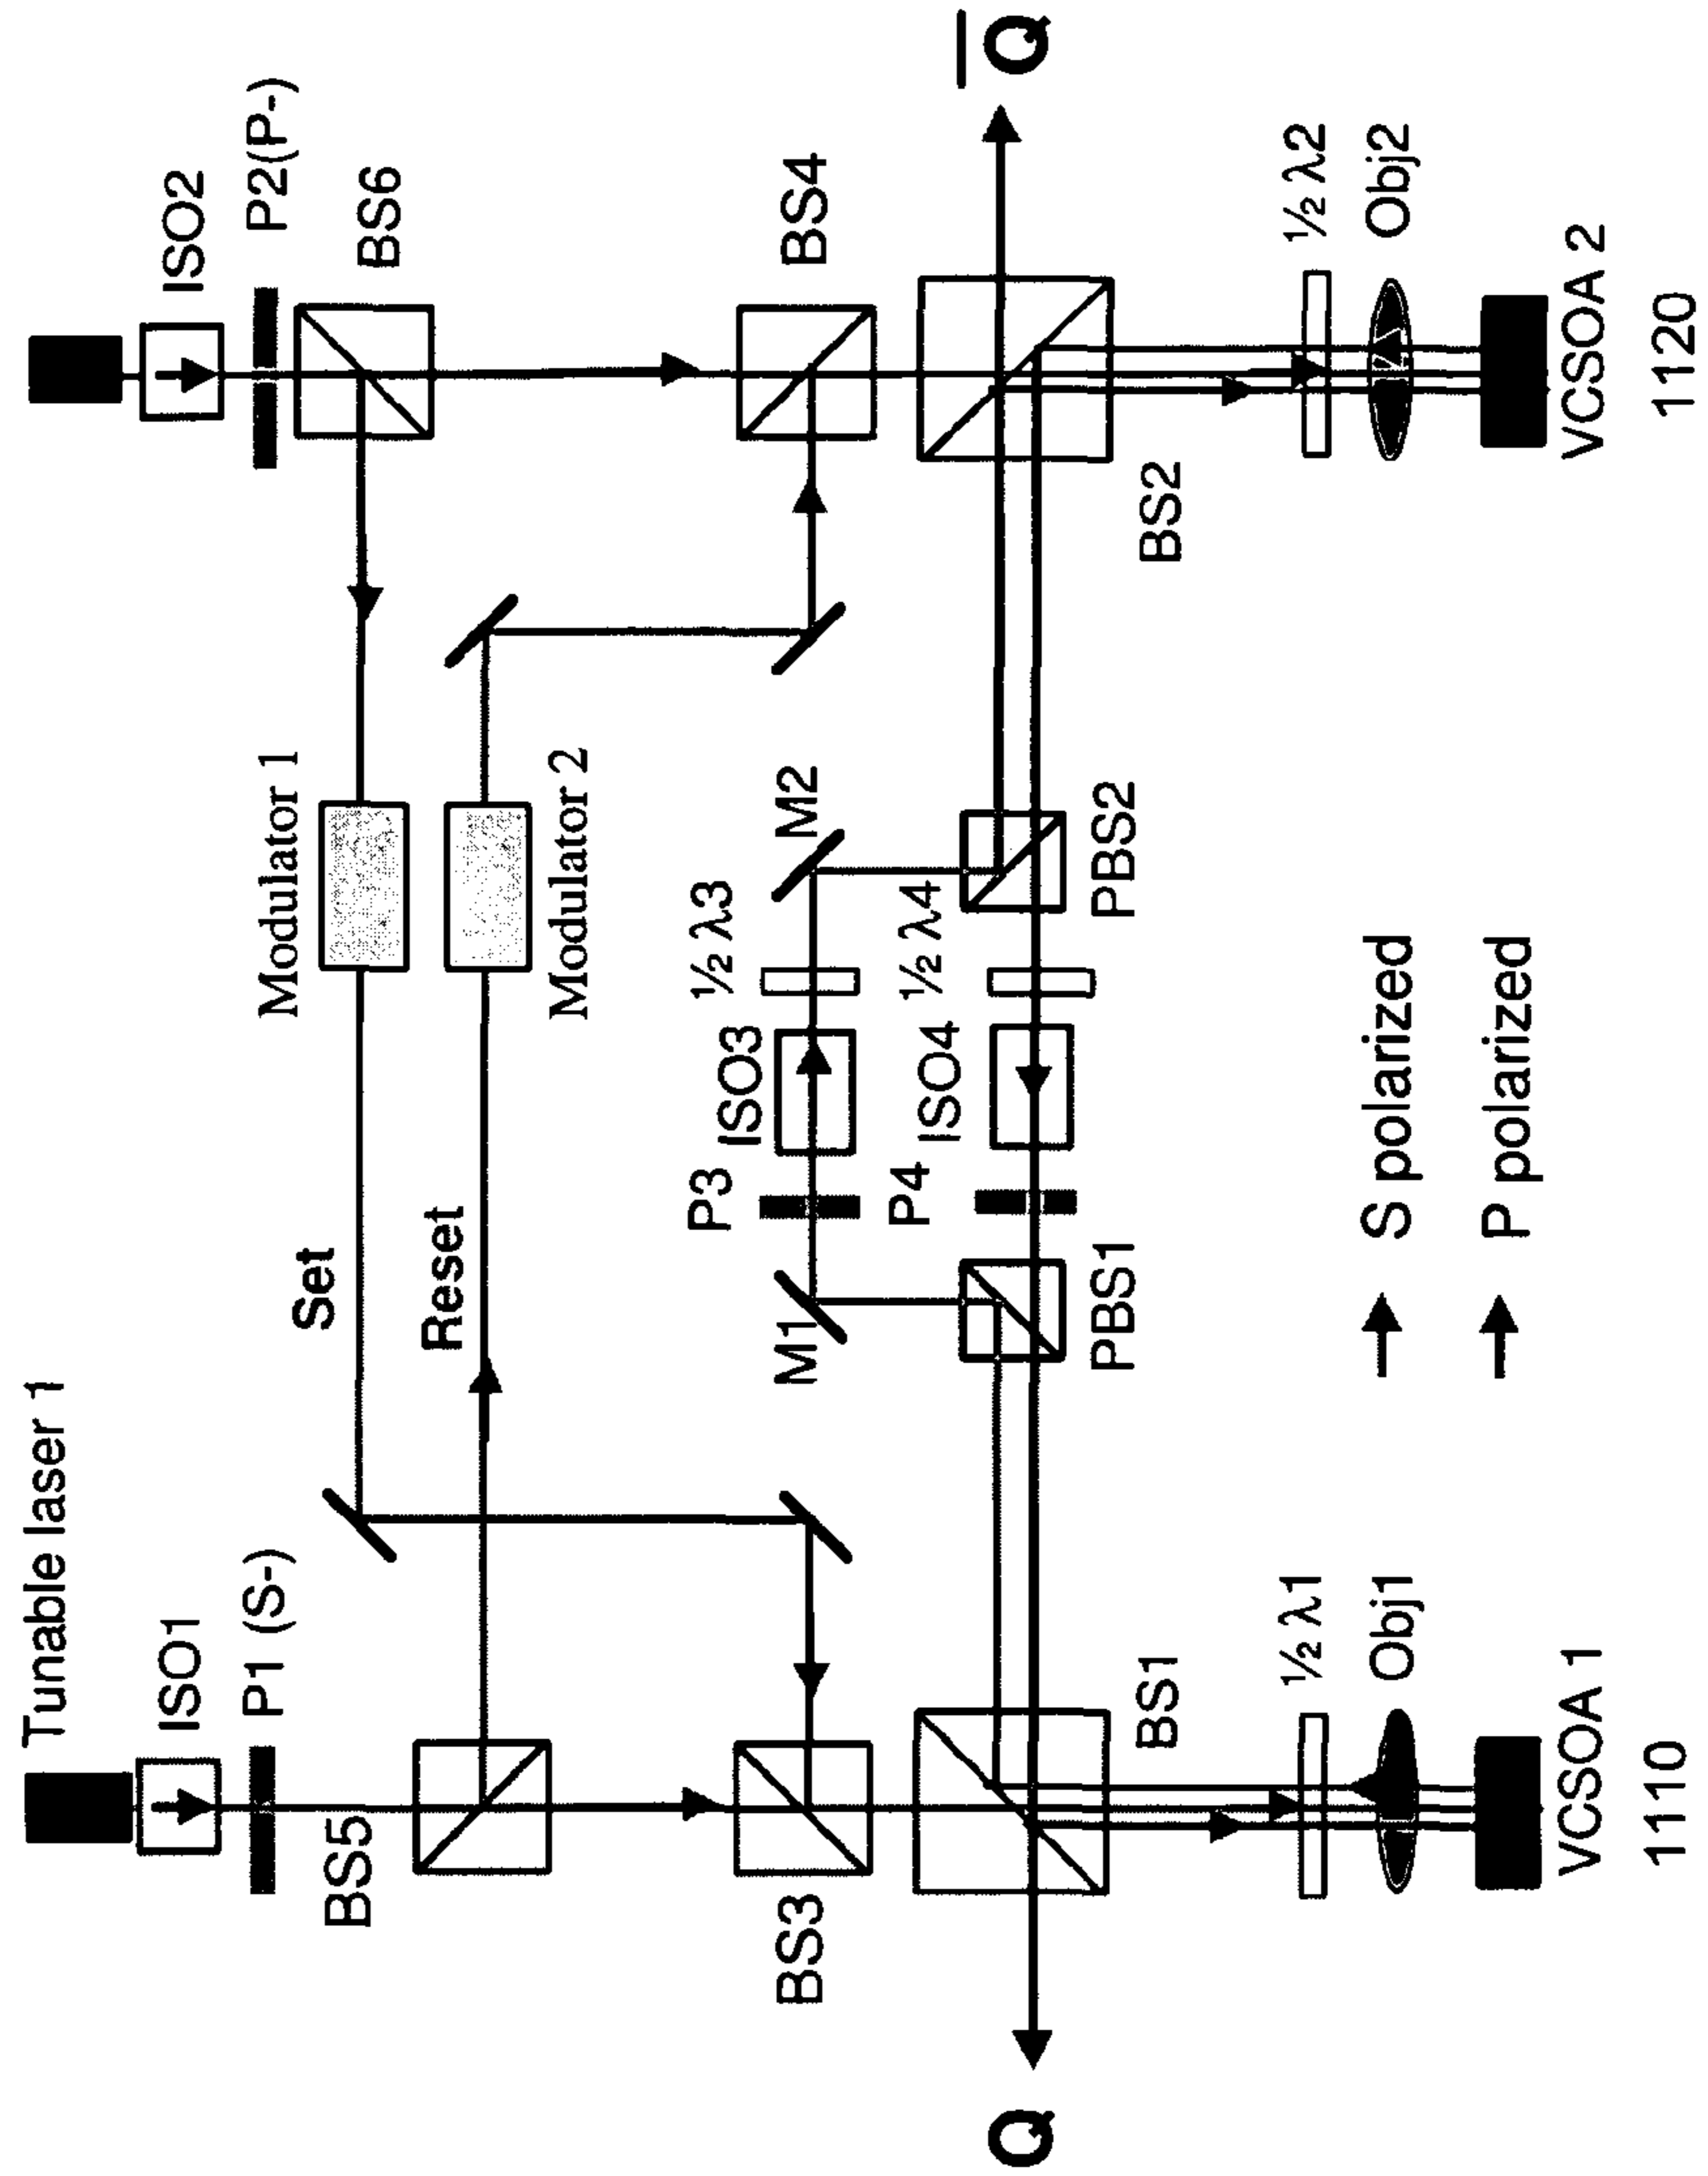 Tunable laser 1
ISO1
P1 (S-)
BS5
BS3
Set
Reset
Modulator 1
Modulator 2
ISO2
P2(P-)
BS6
BS4
M1
P3
ISO3
½ λ3
M2
P4
ISO4
½ λ4
PBS1
PBS2
BS1
BS2
Q
Q̅
½ λ1
Obj1
VCSOA 1
1110
½ λ2
Obj2
VCSOA 2
1120
S polarized
P polarized